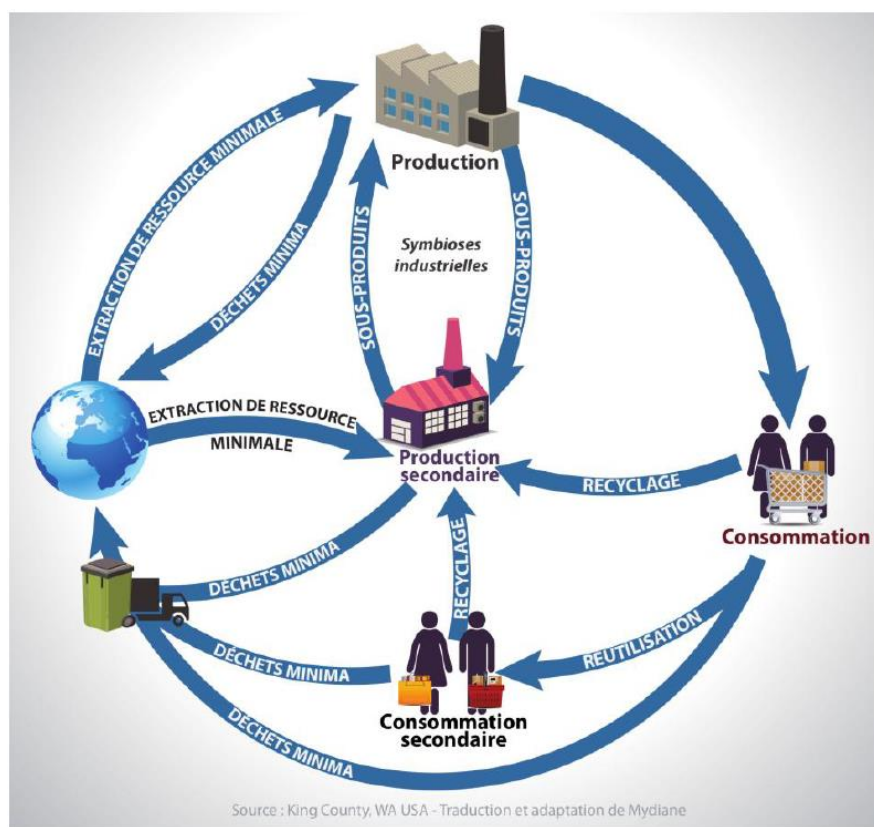 Production
EXTRACTION DE RESSOURCE MINIMALE
DÉCHETS MINIMA
SOUS-PRODUITS
Symbioses
industrielles
SOUS-PRODUITS
EXTRACTION DE RESSOURCE
MINIMALE
Production
secondaire
RECYCLAGE
Consommation
DÉCHETS MINIMA
RECYCLAGE
RÉUTILISATION
DÉCHETS MINIMA
Consommation
secondaire
DÉCHETS MINIMA
Source : King County, WA USA - Traduction et adaptation de Mydiane